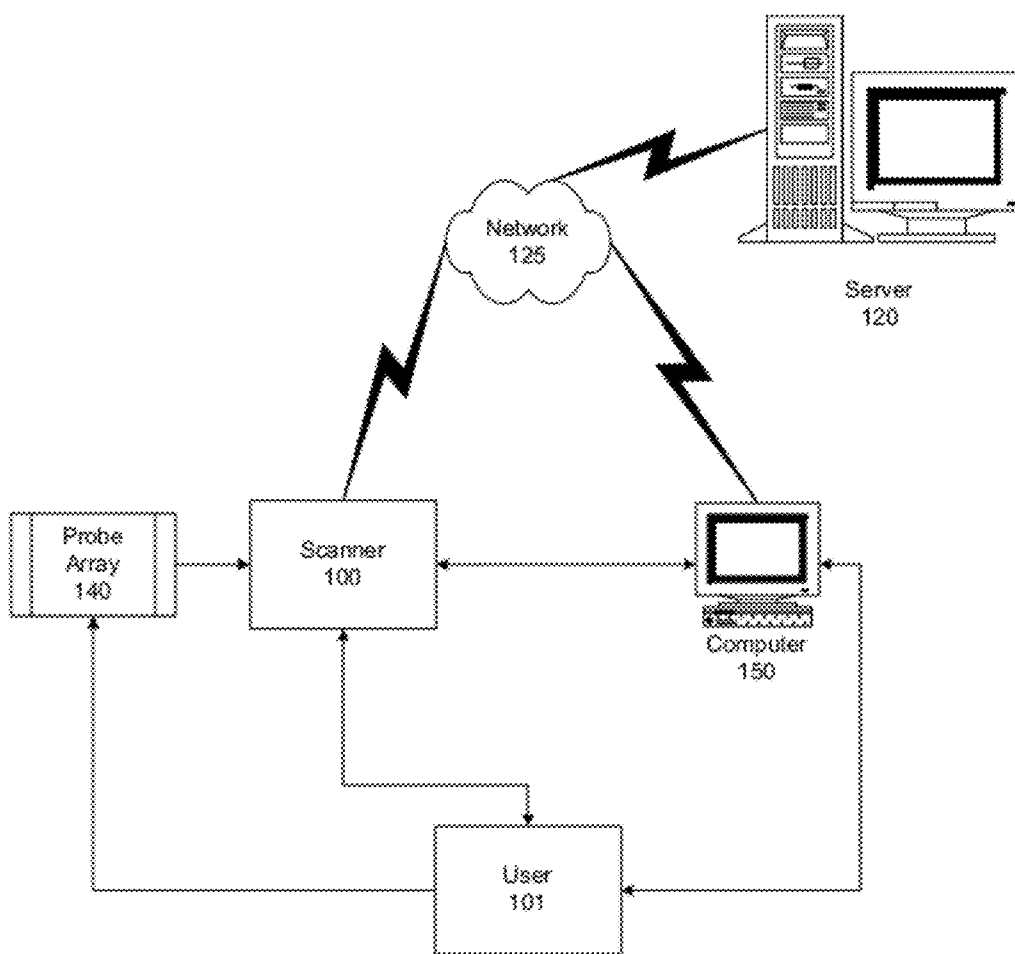 Network
125
Server
120
Probe
Array
140
Scanner
100
Computer
150
User
101